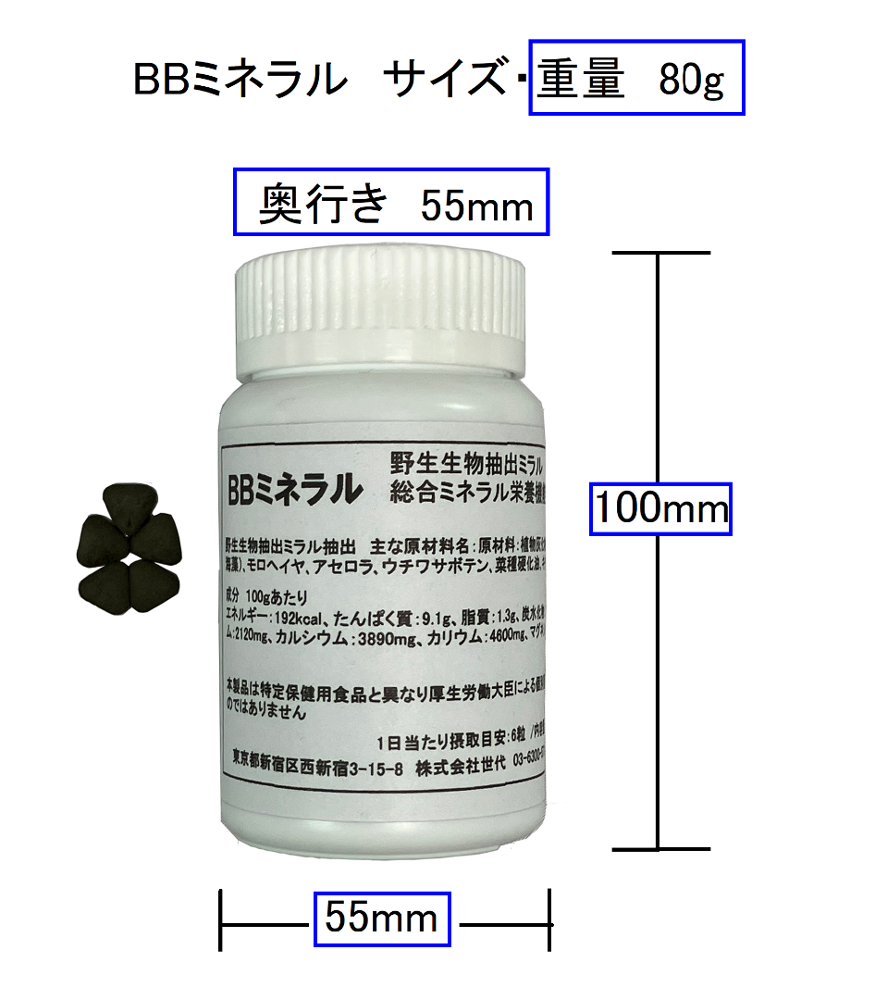 BBミネラル サイズ・重量 80g
奥行き 55mm
100mm
BBミネラル
野生生物抽出ミラル
総合ミネラル栄養機
野生生物抽出ミラル抽出 主な原材料名:原材料:植物灰化
海藻)、モロヘイヤ、アセロラ、ウチワサボテン、菜種硬化油、
成分 100gあたり
エネルギー:192kcal、たんぱく質:9.1g、脂質:1.3g、炭水化物
ム:2120mg、カルシウム:3890mg、カリウム:4600mg、マグネ
本製品は特定保健用食品と異なり厚生労働大臣による個別
のではありません
1日当たり摂取目安:6粒 /内容
東京都新宿区西新宿3-15-8 株式会社世代 03-6300-
55mm